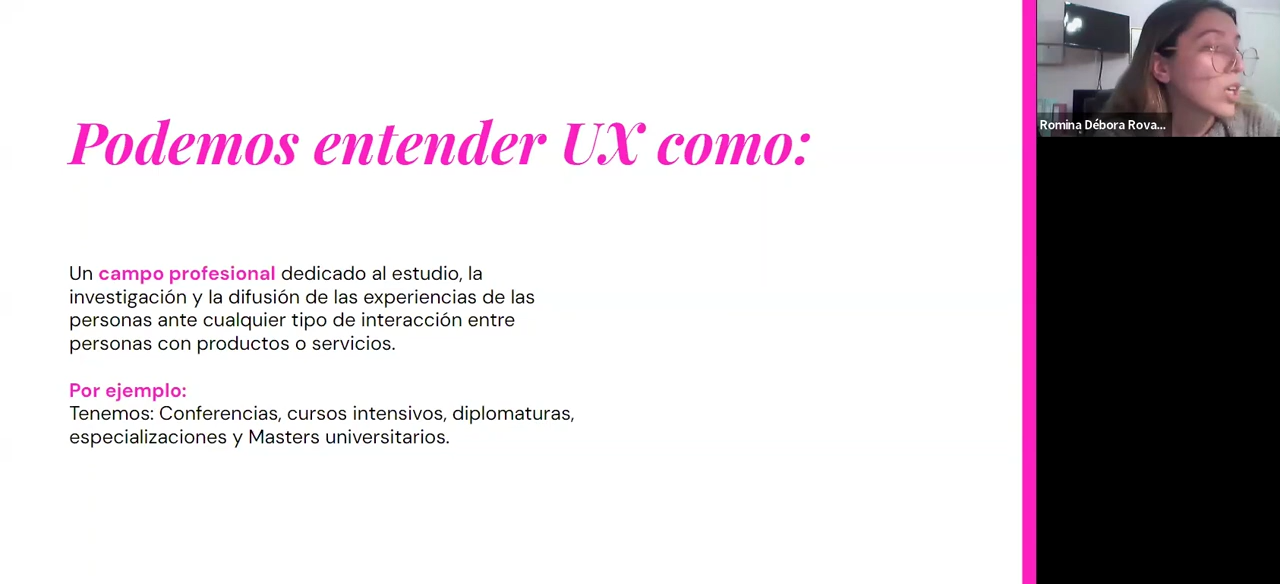 Podemos entender UX como:
Un campo profesional dedicado al estudio, la
investigación y la difusión de las experiencias de las
personas ante cualquier tipo de interacción entre
personas con productos o servicios.
Por ejemplo:
Tenemos: Conferencias, cursos intensivos, diplomaturas,
especializaciones y Masters universitarios.
Romina Débora Rova...